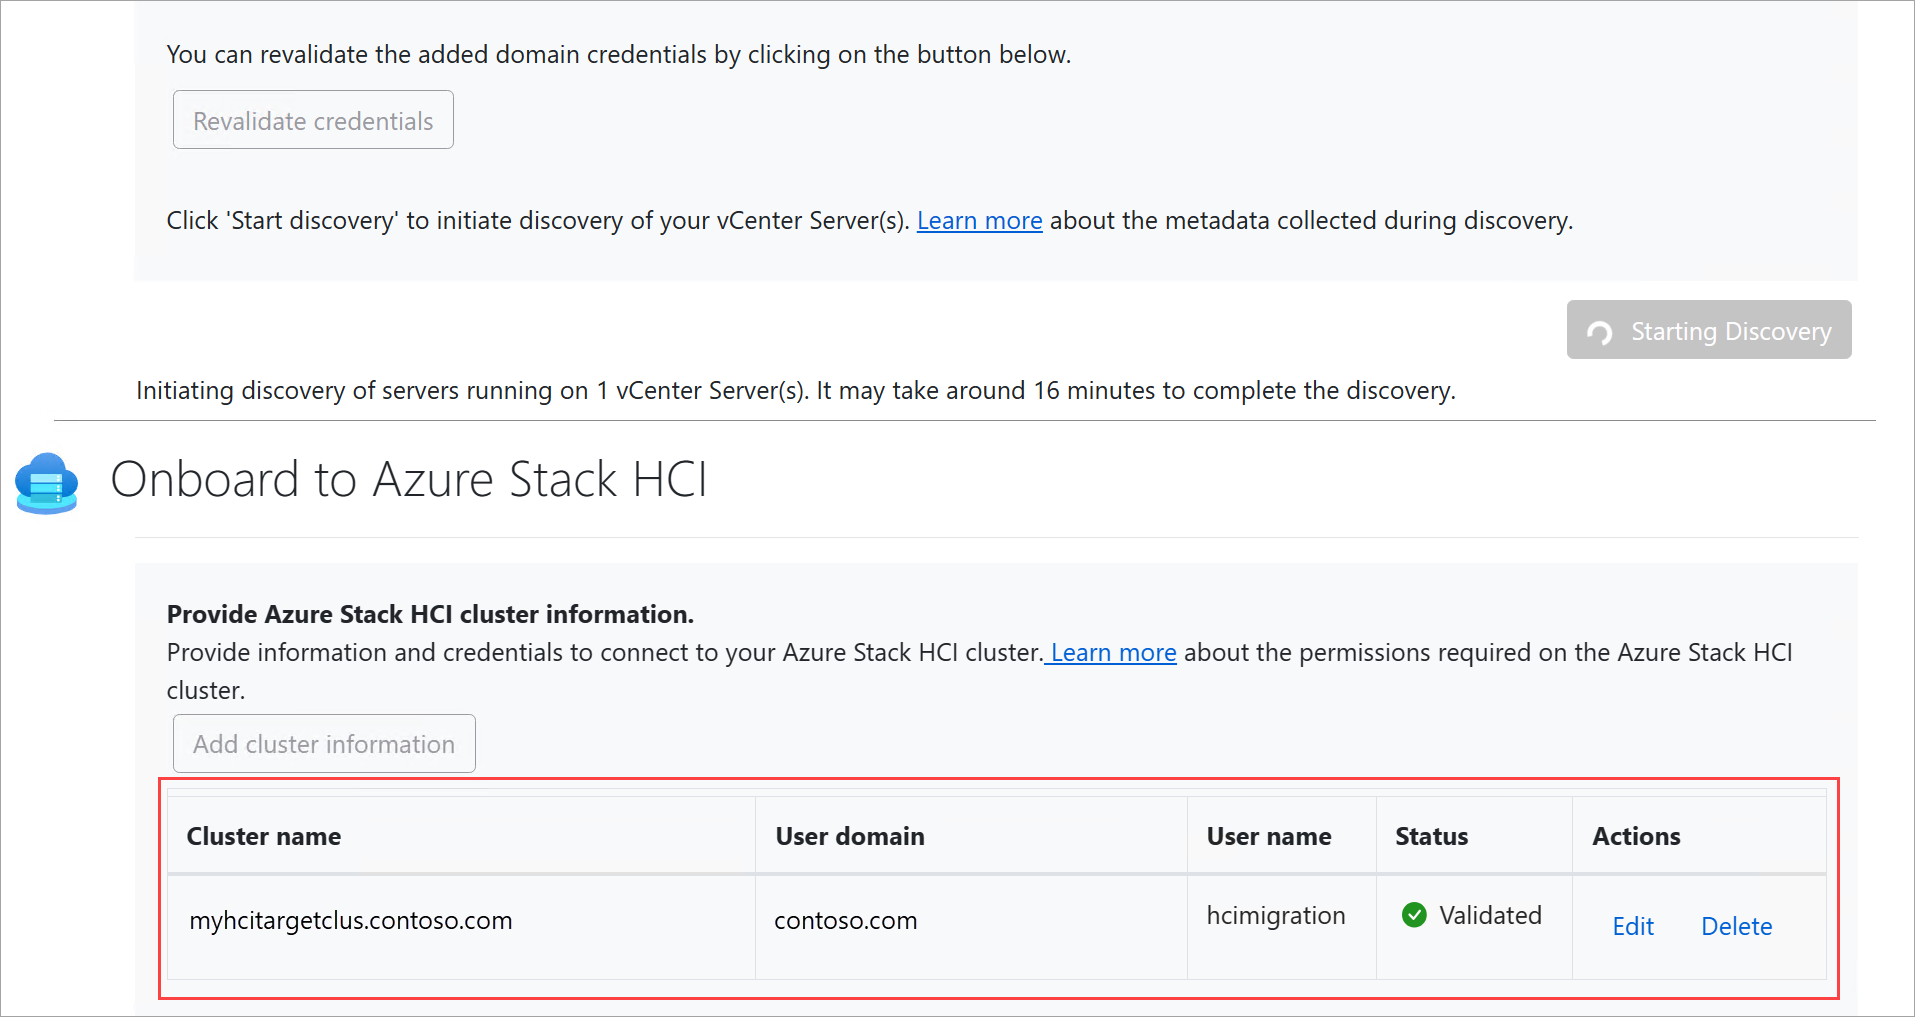 You can revalidate the added domain credentials by clicking on the button below.
Revalidate credentials
Click 'Start discovery' to initiate discovery of your vCenter Server(s). Learn more about the metadata collected during discovery.
Starting Discovery
Initiating discovery of servers running on 1 vCenter Server(s). It may take around 16 minutes to complete the discovery.
Onboard to Azure Stack HCI
Provide Azure Stack HCI cluster information.
Provide information and credentials to connect to your Azure Stack HCI cluster. Learn more about the permissions required on the Azure Stack HCI
cluster.
Add cluster information
Cluster name User domain User name Status Actions
myhcitargetclus.contoso.com contoso.com hcimigration Validated Edit Delete